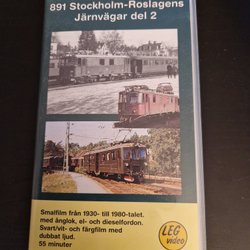 891 Stockholm-Roslagens
Järnvägar del 2
Smalfilm från 1930- till 1980-talet.
med ånglok, el- och dieselfordon.
Svart/vit- och färgfilm med
dubbat ljud.
55 minuter
LEG
video